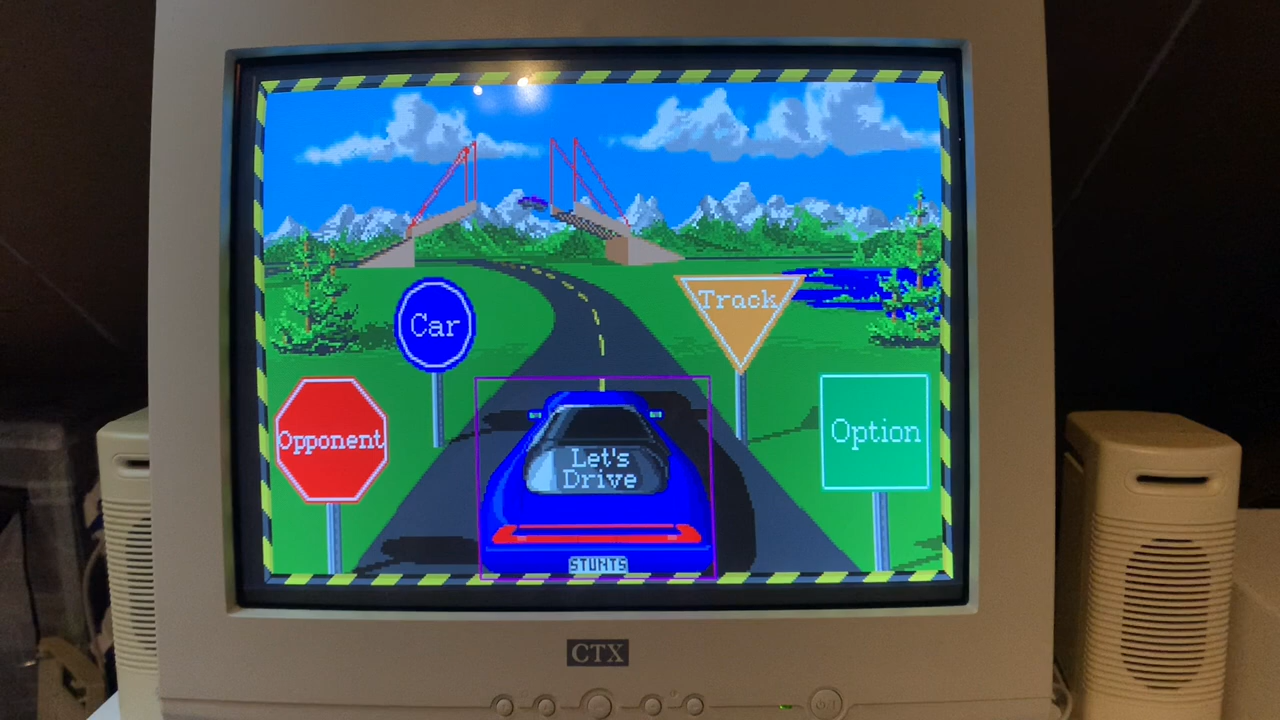 Track
Car
Opponent
Option
Let's
Drive
STUNTS
CTX